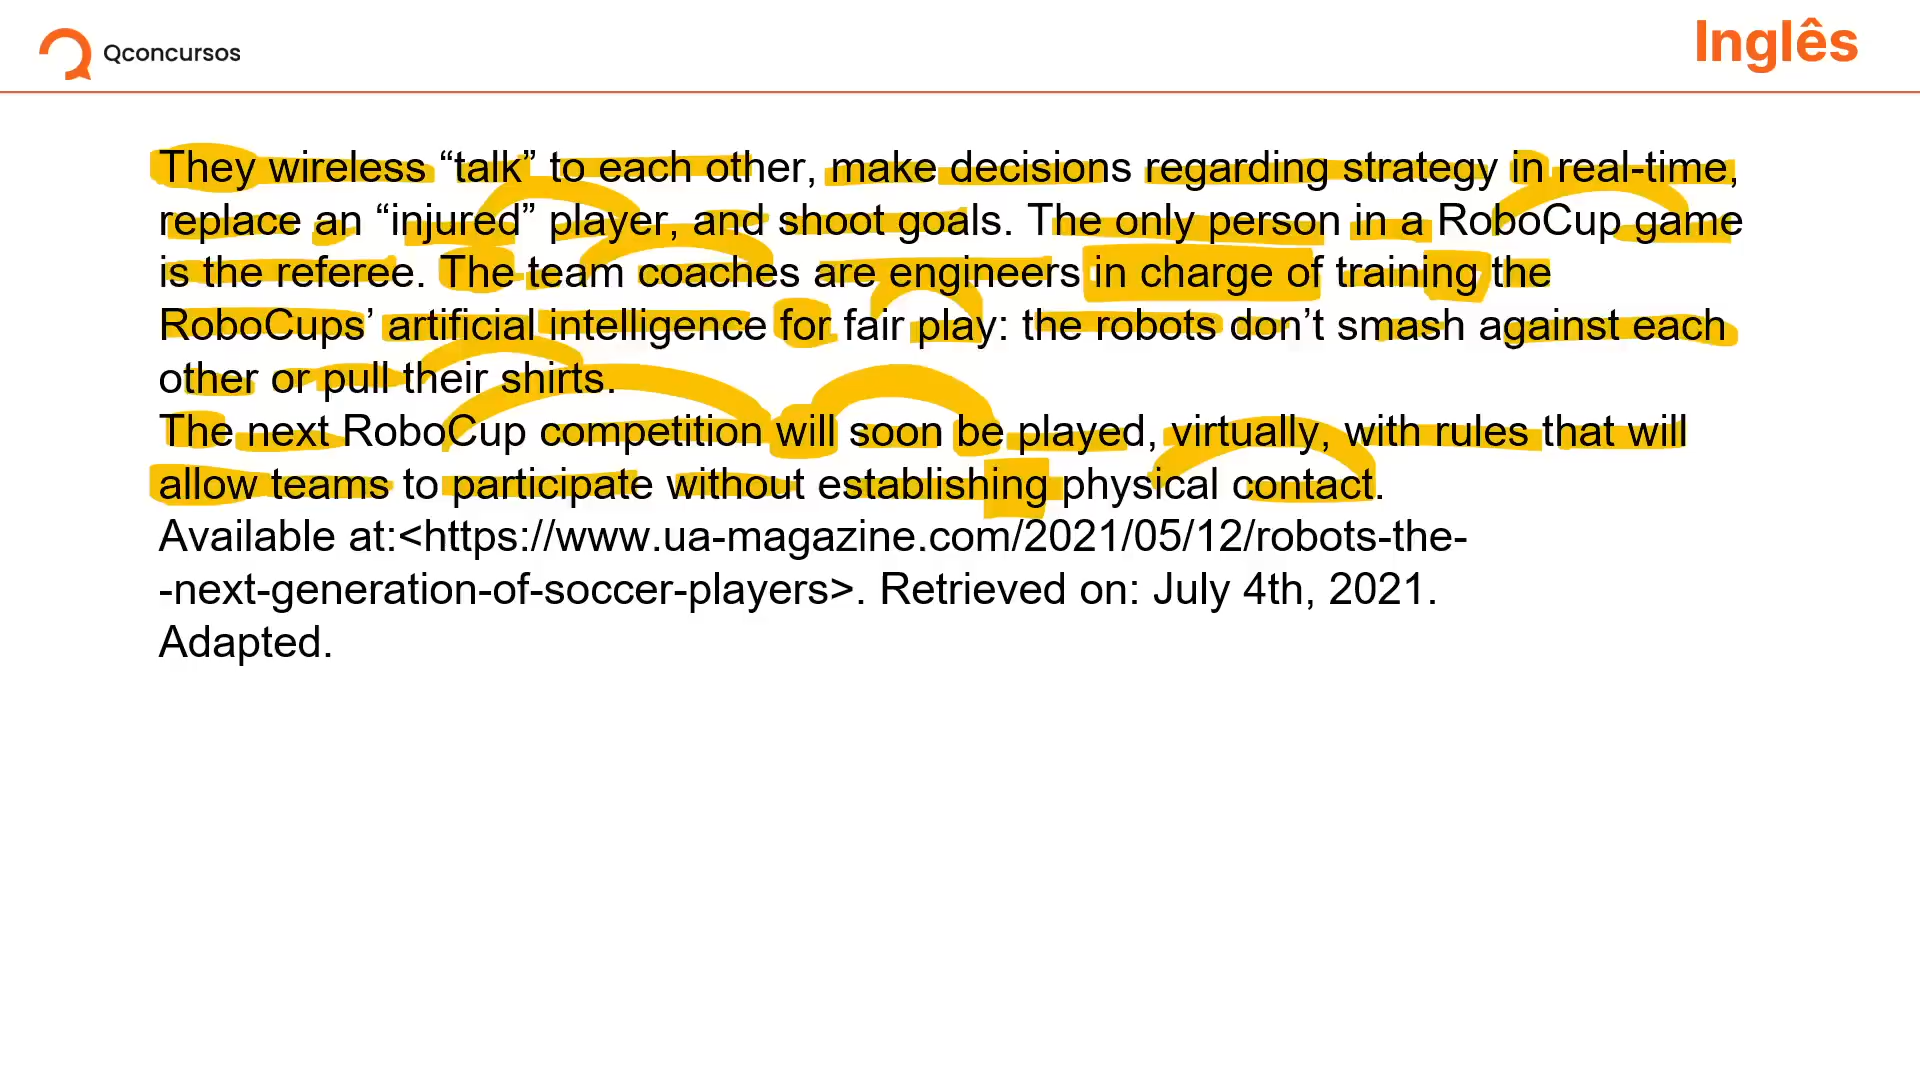 Qconcursos
Inglês
They wireless “talk” to each other, make decisions regarding strategy in real-time,
replace an “injured” player, and shoot goals. The only person in a RoboCup game
is the referee. The team coaches are engineers in charge of training the
RoboCups’ artificial intelligence for fair play: the robots don’t smash against each
other or pull their shirts.
The next RoboCup competition will soon be played, virtually, with rules that will
allow teams to participate without establishing physical contact.
Available at:<https://www.ua-magazine.com/2021/05/12/robots-the-
-next-generation-of-soccer-players>. Retrieved on: July 4th, 2021.
Adapted.